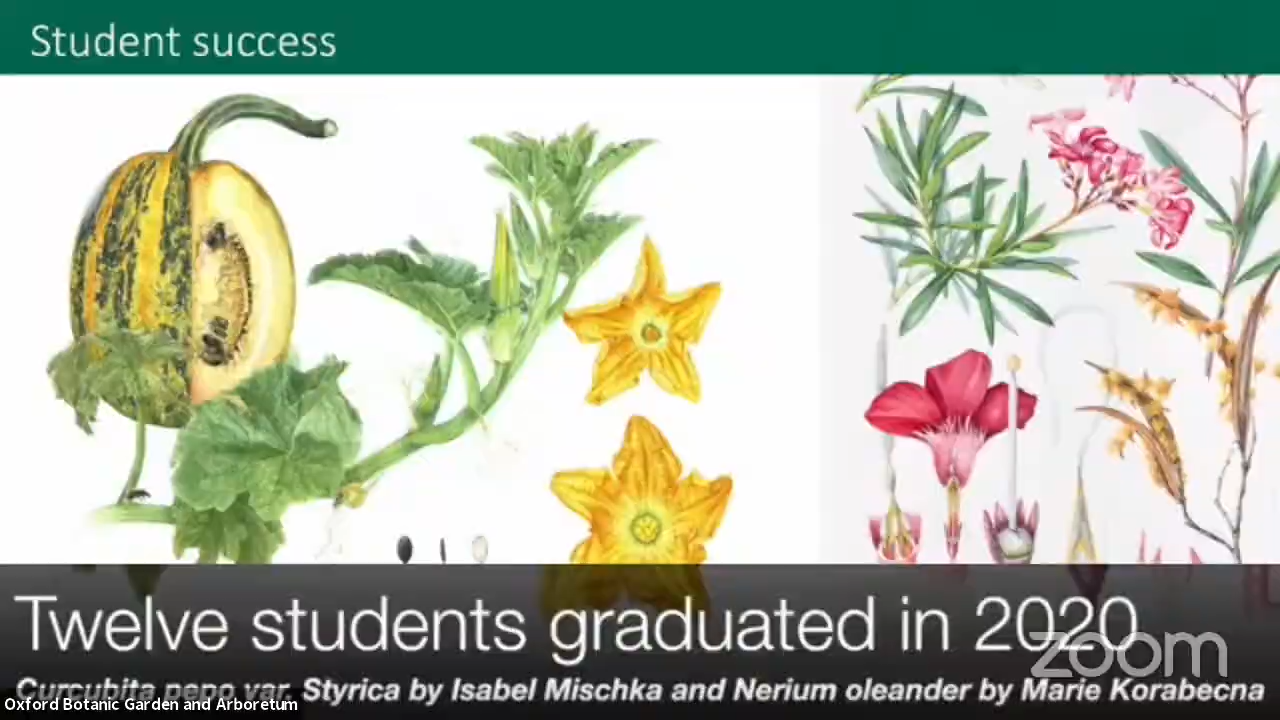 Student success
Twelve students graduated in 2020
zoom
Curcubita pepo var. Styrica by Isabel Mischka and Nerium oleander by Marie Korabecna
Oxford Botanic Garden and Arboretum